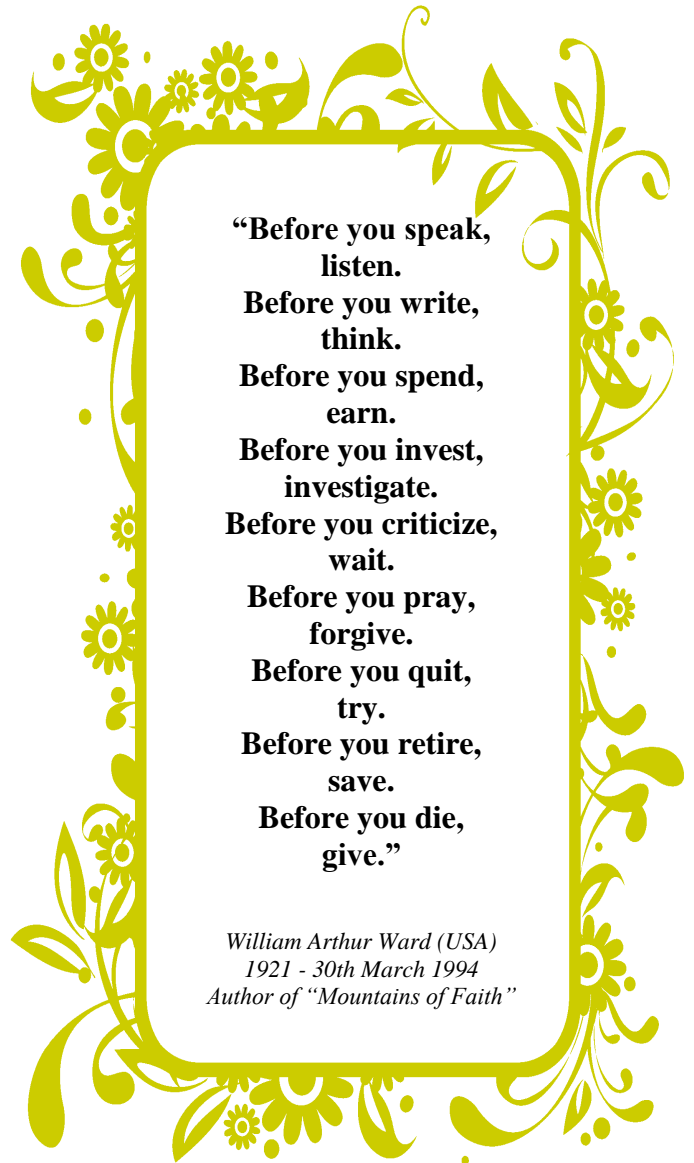 “Before you speak,
listen.
Before you write,
think.
Before you spend,
earn.
Before you invest,
investigate.
Before you criticize,
wait.
Before you pray,
forgive.
Before you quit,
try.
Before you retire,
save.
Before you die,
give.”
William Arthur Ward (USA)
1921 - 30th March 1994
Author of “Mountains of Faith”